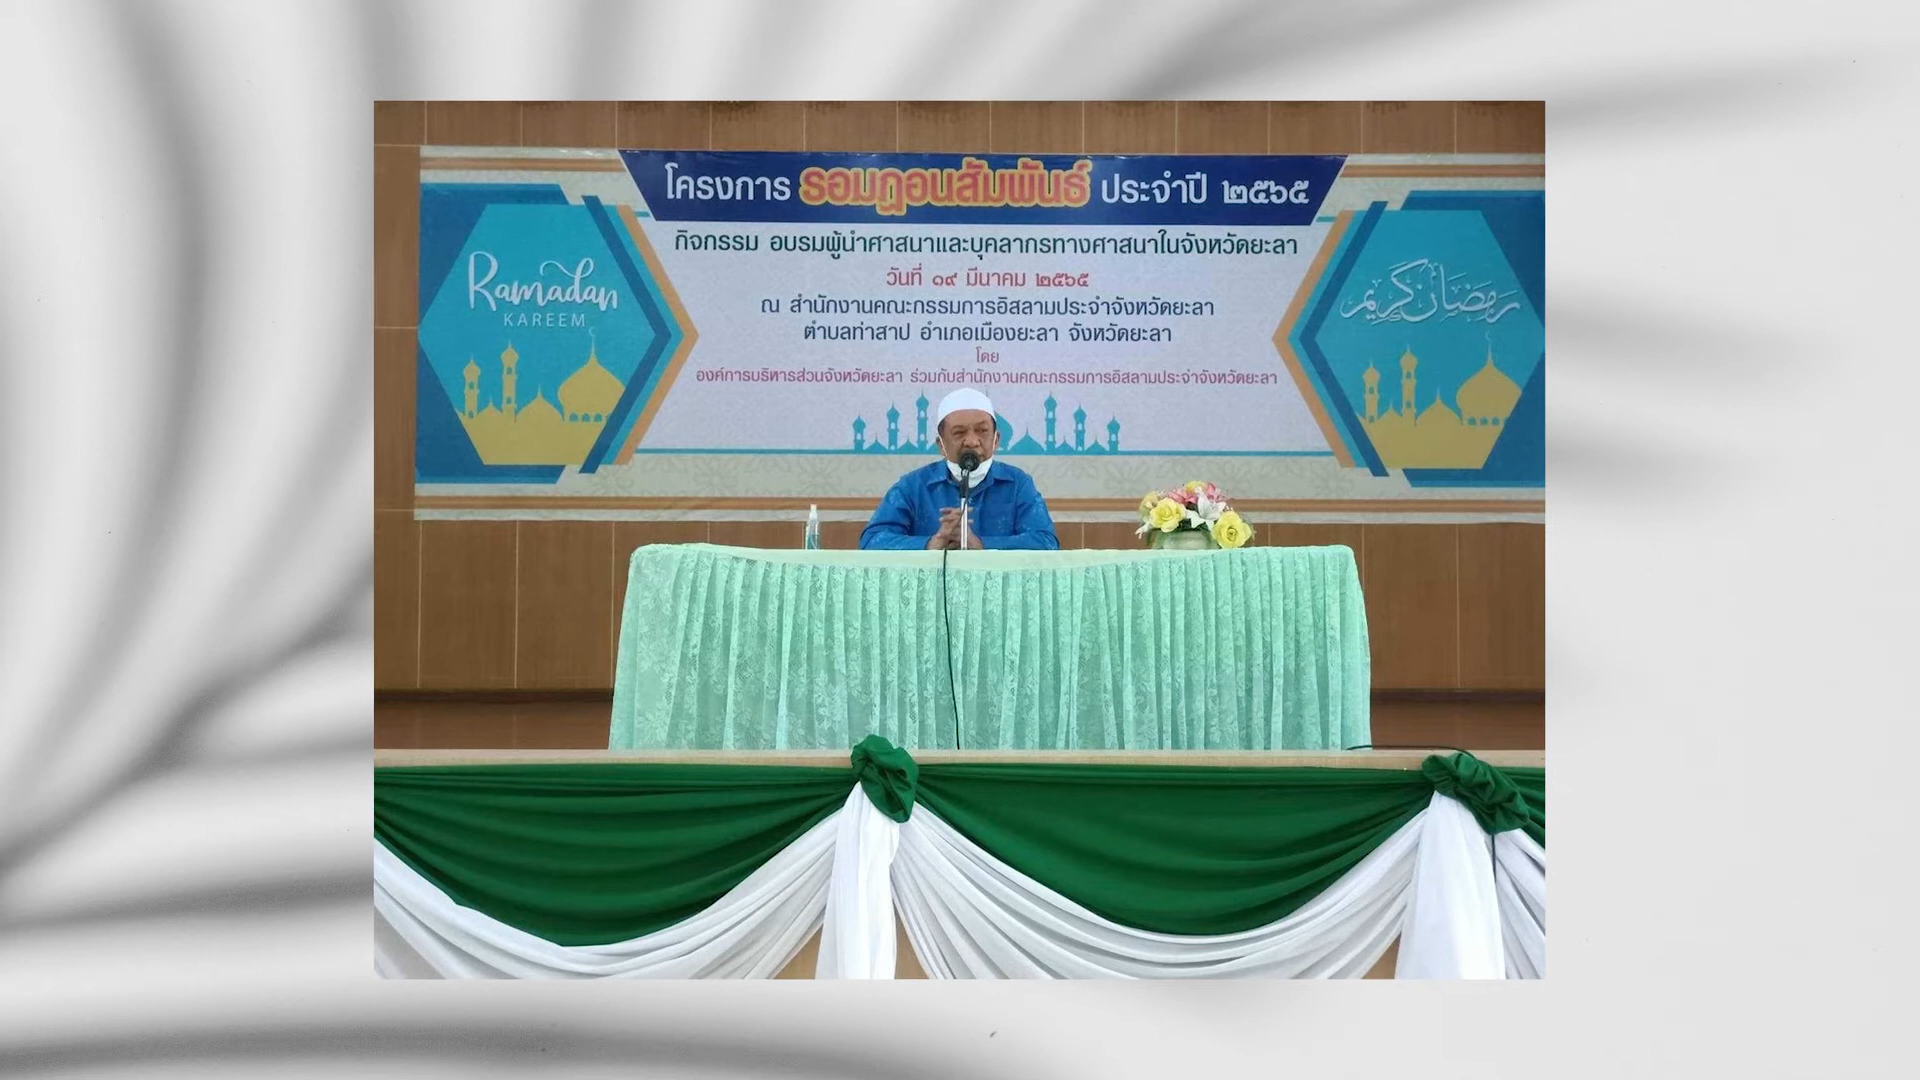 โครงการ รอมฎอนสัมพันธ์ ประจำปี ๒๕๖๕
กิจกรรม อบรมผู้นำศาสนาและบุคลากรทางศาสนาในจังหวัดยะลา
วันที่ ๑๙ มีนาคม ๒๕๖๕
ณ สำนักงานคณะกรรมการอิสลามประจำจังหวัดยะลา
ตำบลท่าสาป อำเภอเมืองยะลา จังหวัดยะลา
โดย
องค์การบริหารส่วนจังหวัดยะลา ร่วมกับสำนักงานคณะกรรมการอิสลามประจำจังหวัดยะลา
Ramadan
KAREEM
رمضان كريم